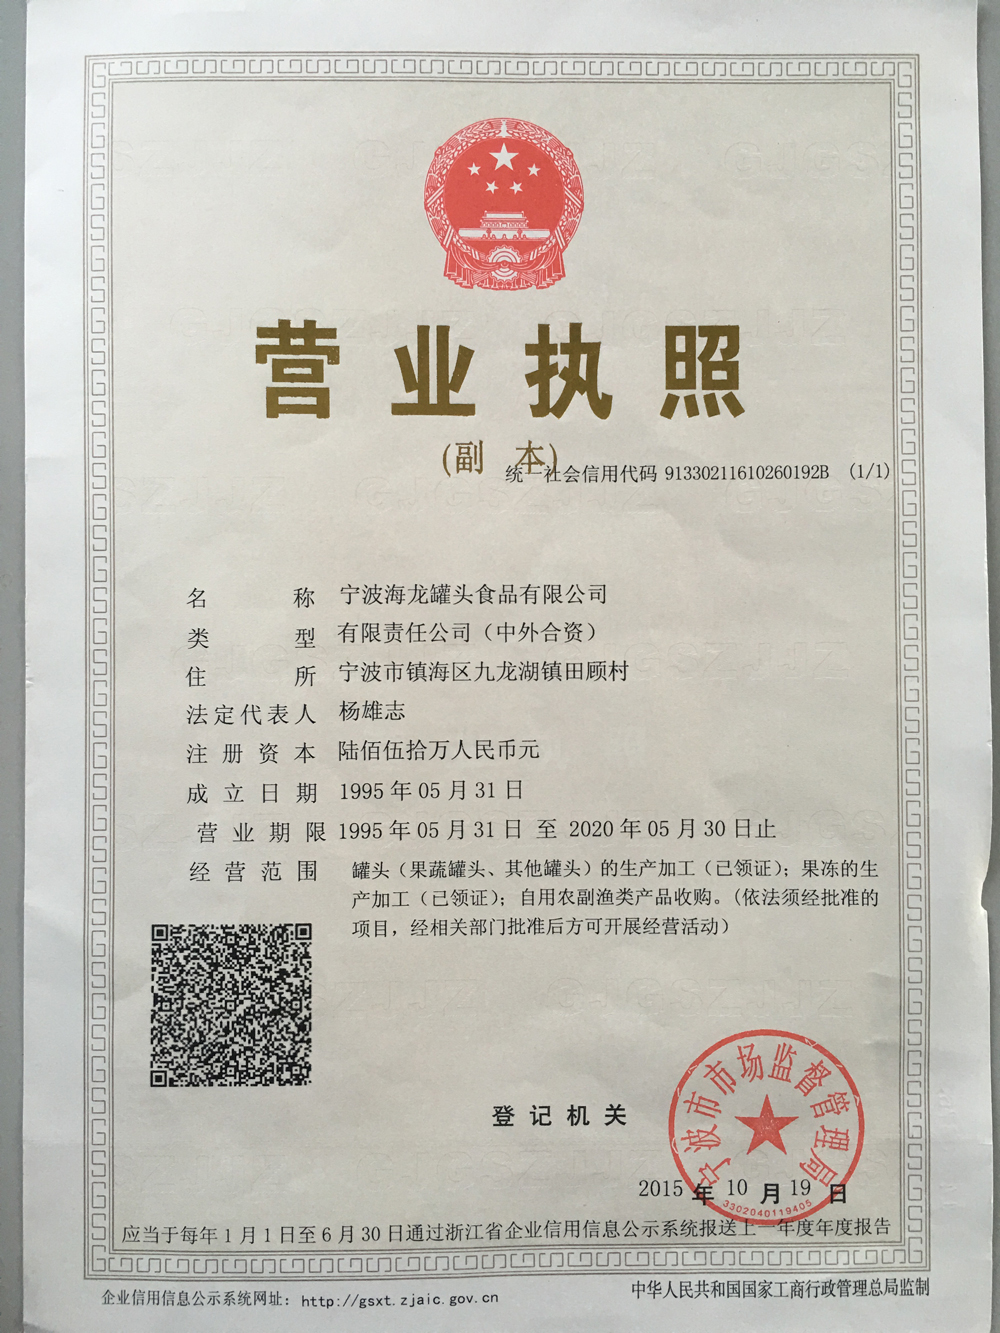 营业执照
(副 本)
统一社会信用代码 91330211610260192B (1/1)
名 称 宁波海龙罐头食品有限公司
类 型 有限责任公司（中外合资）
住 所 宁波市镇海区九龙湖镇田顾村
法定代表人 杨雄志
注册资本 陆佰伍拾万人民币元
成立日期 1995年05月31日
营业期限 1995年05月31日 至 2020年05月30日止
经营范围 罐头（果蔬罐头、其他罐头）的生产加工（已领证）；果冻的生
产加工（已领证）；自用农副渔类产品收购。（依法须经批准的
项目，经相关部门批准后方可开展经营活动）
登记机关
宁波市市场监督管理局
2015年10月19日
3302040119405
应当于每年1月1日至6月30日通过浙江省企业信用信息公示系统报送上一年度年度报告
企业信用信息公示系统网址：http://gsxt.zjaic.gov.cn
中华人民共和国国家工商行政管理总局监制